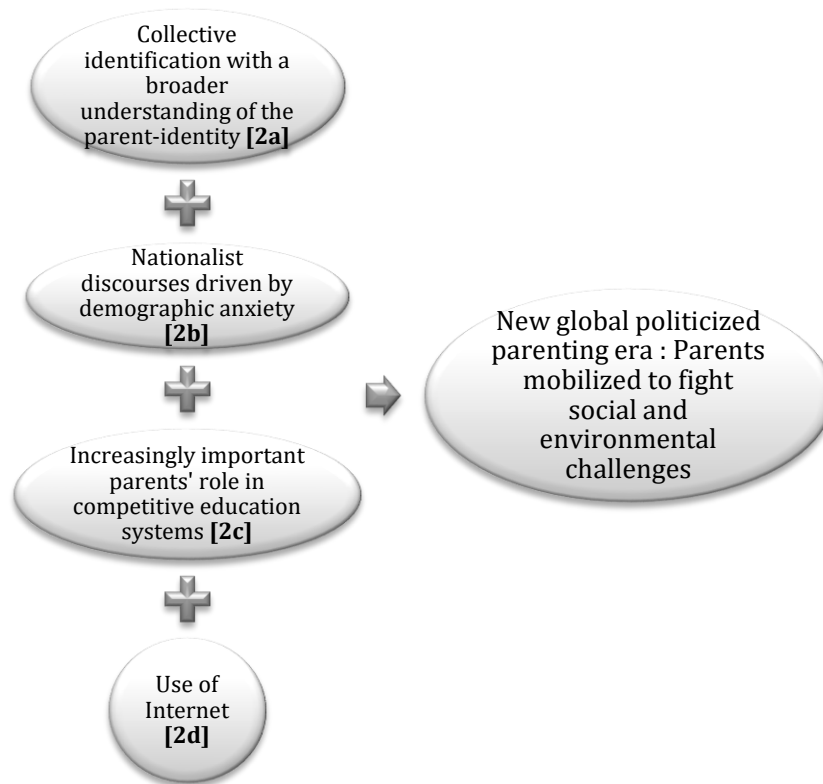 Collective
identification with a
broader
understanding of the
parent-identity [2a]
Nationalist
discourses driven by
demographic anxiety
[2b]
Increasingly important
parents' role in
competitive education
systems [2c]
Use of
Internet
[2d]
New global politicized
parenting era : Parents
mobilized to fight
social and
environmental
challenges